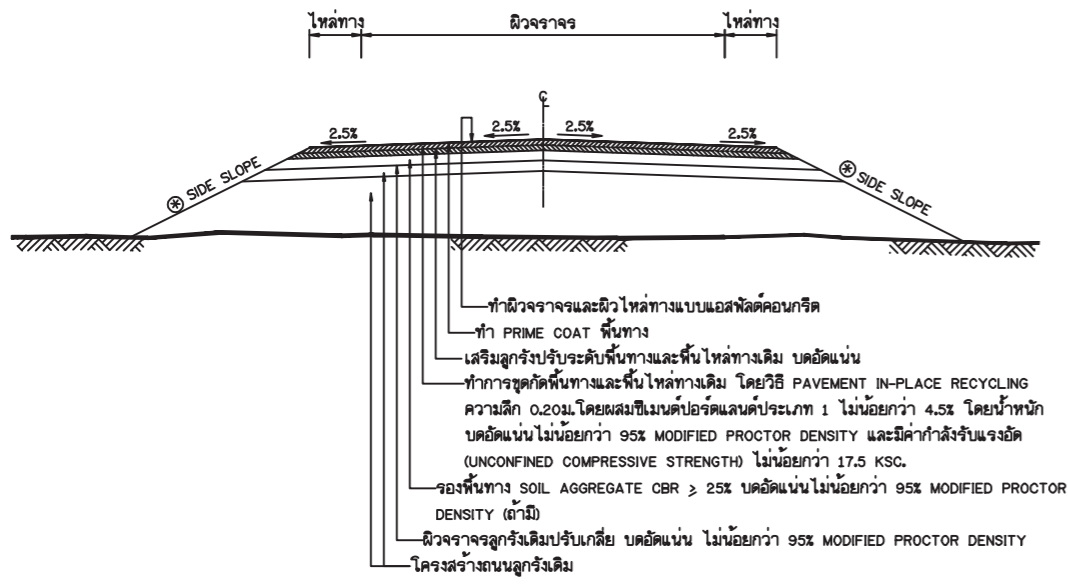 ไหล่ทาง ผิวจราจร ไหล่ทาง
℄
2.5% 2.5% 2.5% 2.5%
* SIDE SLOPE * SIDE SLOPE
ทำผิวจราจรและผิวไหล่ทางแบบแอสฟัลต์คอนกรีต
ทำ PRIME COAT พื้นทาง
เสริมลูกรังปรับระดับพื้นทางและพื้นไหล่ทางเดิม บดอัดแน่น
ทำการขุดกัดพื้นทางและพื้นไหล่ทางเดิม โดยวิธี PAVEMENT IN-PLACE RECYCLING
ความลึก 0.20ม.โดยผสมซีเมนต์ปอร์ตแลนด์ประเภท 1 ไม่น้อยกว่า 4.5% โดยน้ำหนัก
บดอัดแน่นไม่น้อยกว่า 95% MODIFIED PROCTOR DENSITY และมีค่ากำลังรับแรงอัด
(UNCONFINED COMPRESSIVE STRENGTH) ไม่น้อยกว่า 17.5 KSC.
รองพื้นทาง SOIL AGGREGATE CBR ≥ 25% บดอัดแน่นไม่น้อยกว่า 95% MODIFIED PROCTOR
DENSITY (ถ้ามี)
ผิวจราจรลูกรังเดิมปรับเกลี่ย บดอัดแน่น ไม่น้อยกว่า 95% MODIFIED PROCTOR DENSITY
โครงสร้างถนนลูกรังเดิม